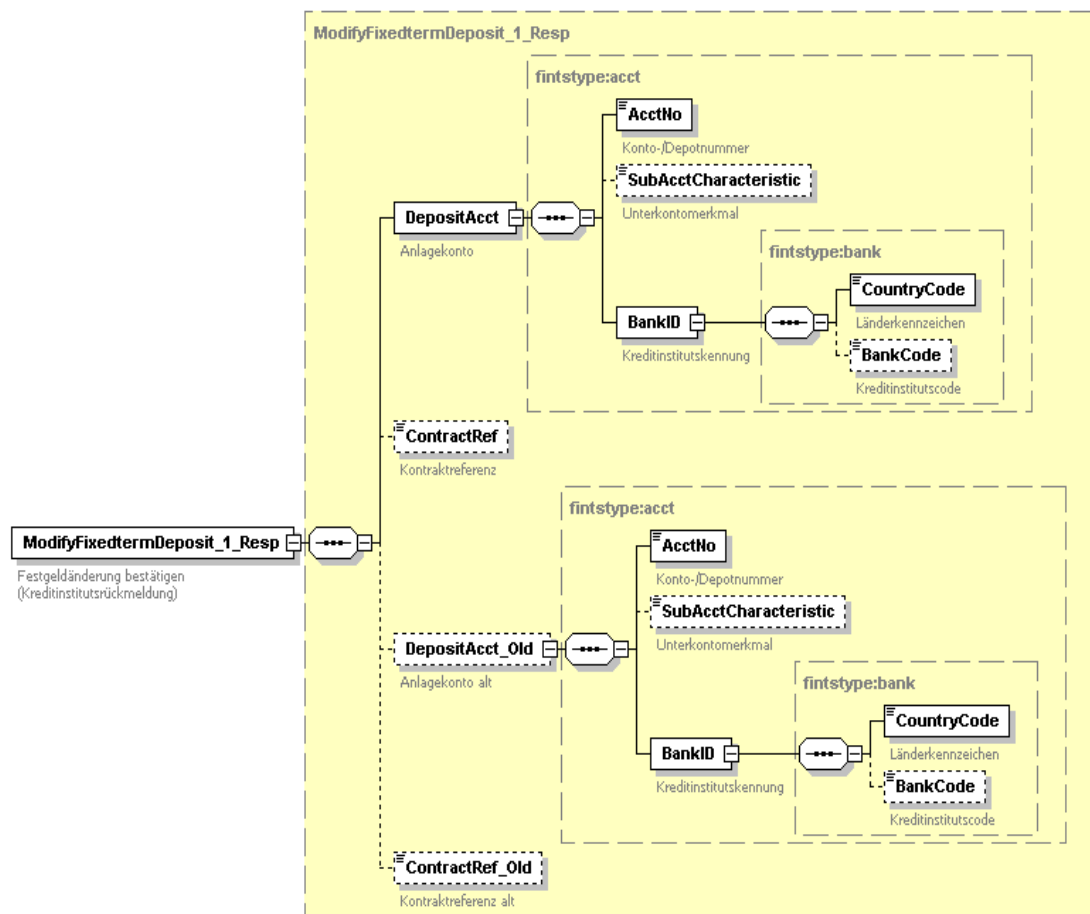 ModifyFixedtermDeposit_1_Resp
fintstype:acct
AcctNo
Konto-/Depotnummer
SubAcctCharacteristic
Unterkontomerkmal
DepositAcct
Anlagekonto
fintstype:bank
CountryCode
Länderkennzeichen
BankID
Kreditinstitutskennung
BankCode
Kreditinstitutscode
ContractRef
Kontraktreferenz
ModifyFixedtermDeposit_1_Resp
Festgeldänderung bestätigen
(Kreditinstitutsrückmeldung)
fintstype:acct
AcctNo
Konto-/Depotnummer
SubAcctCharacteristic
Unterkontomerkmal
DepositAcct_Old
Anlagekonto alt
fintstype:bank
CountryCode
Länderkennzeichen
BankID
Kreditinstitutskennung
BankCode
Kreditinstitutscode
ContractRef_Old
Kontraktreferenz alt